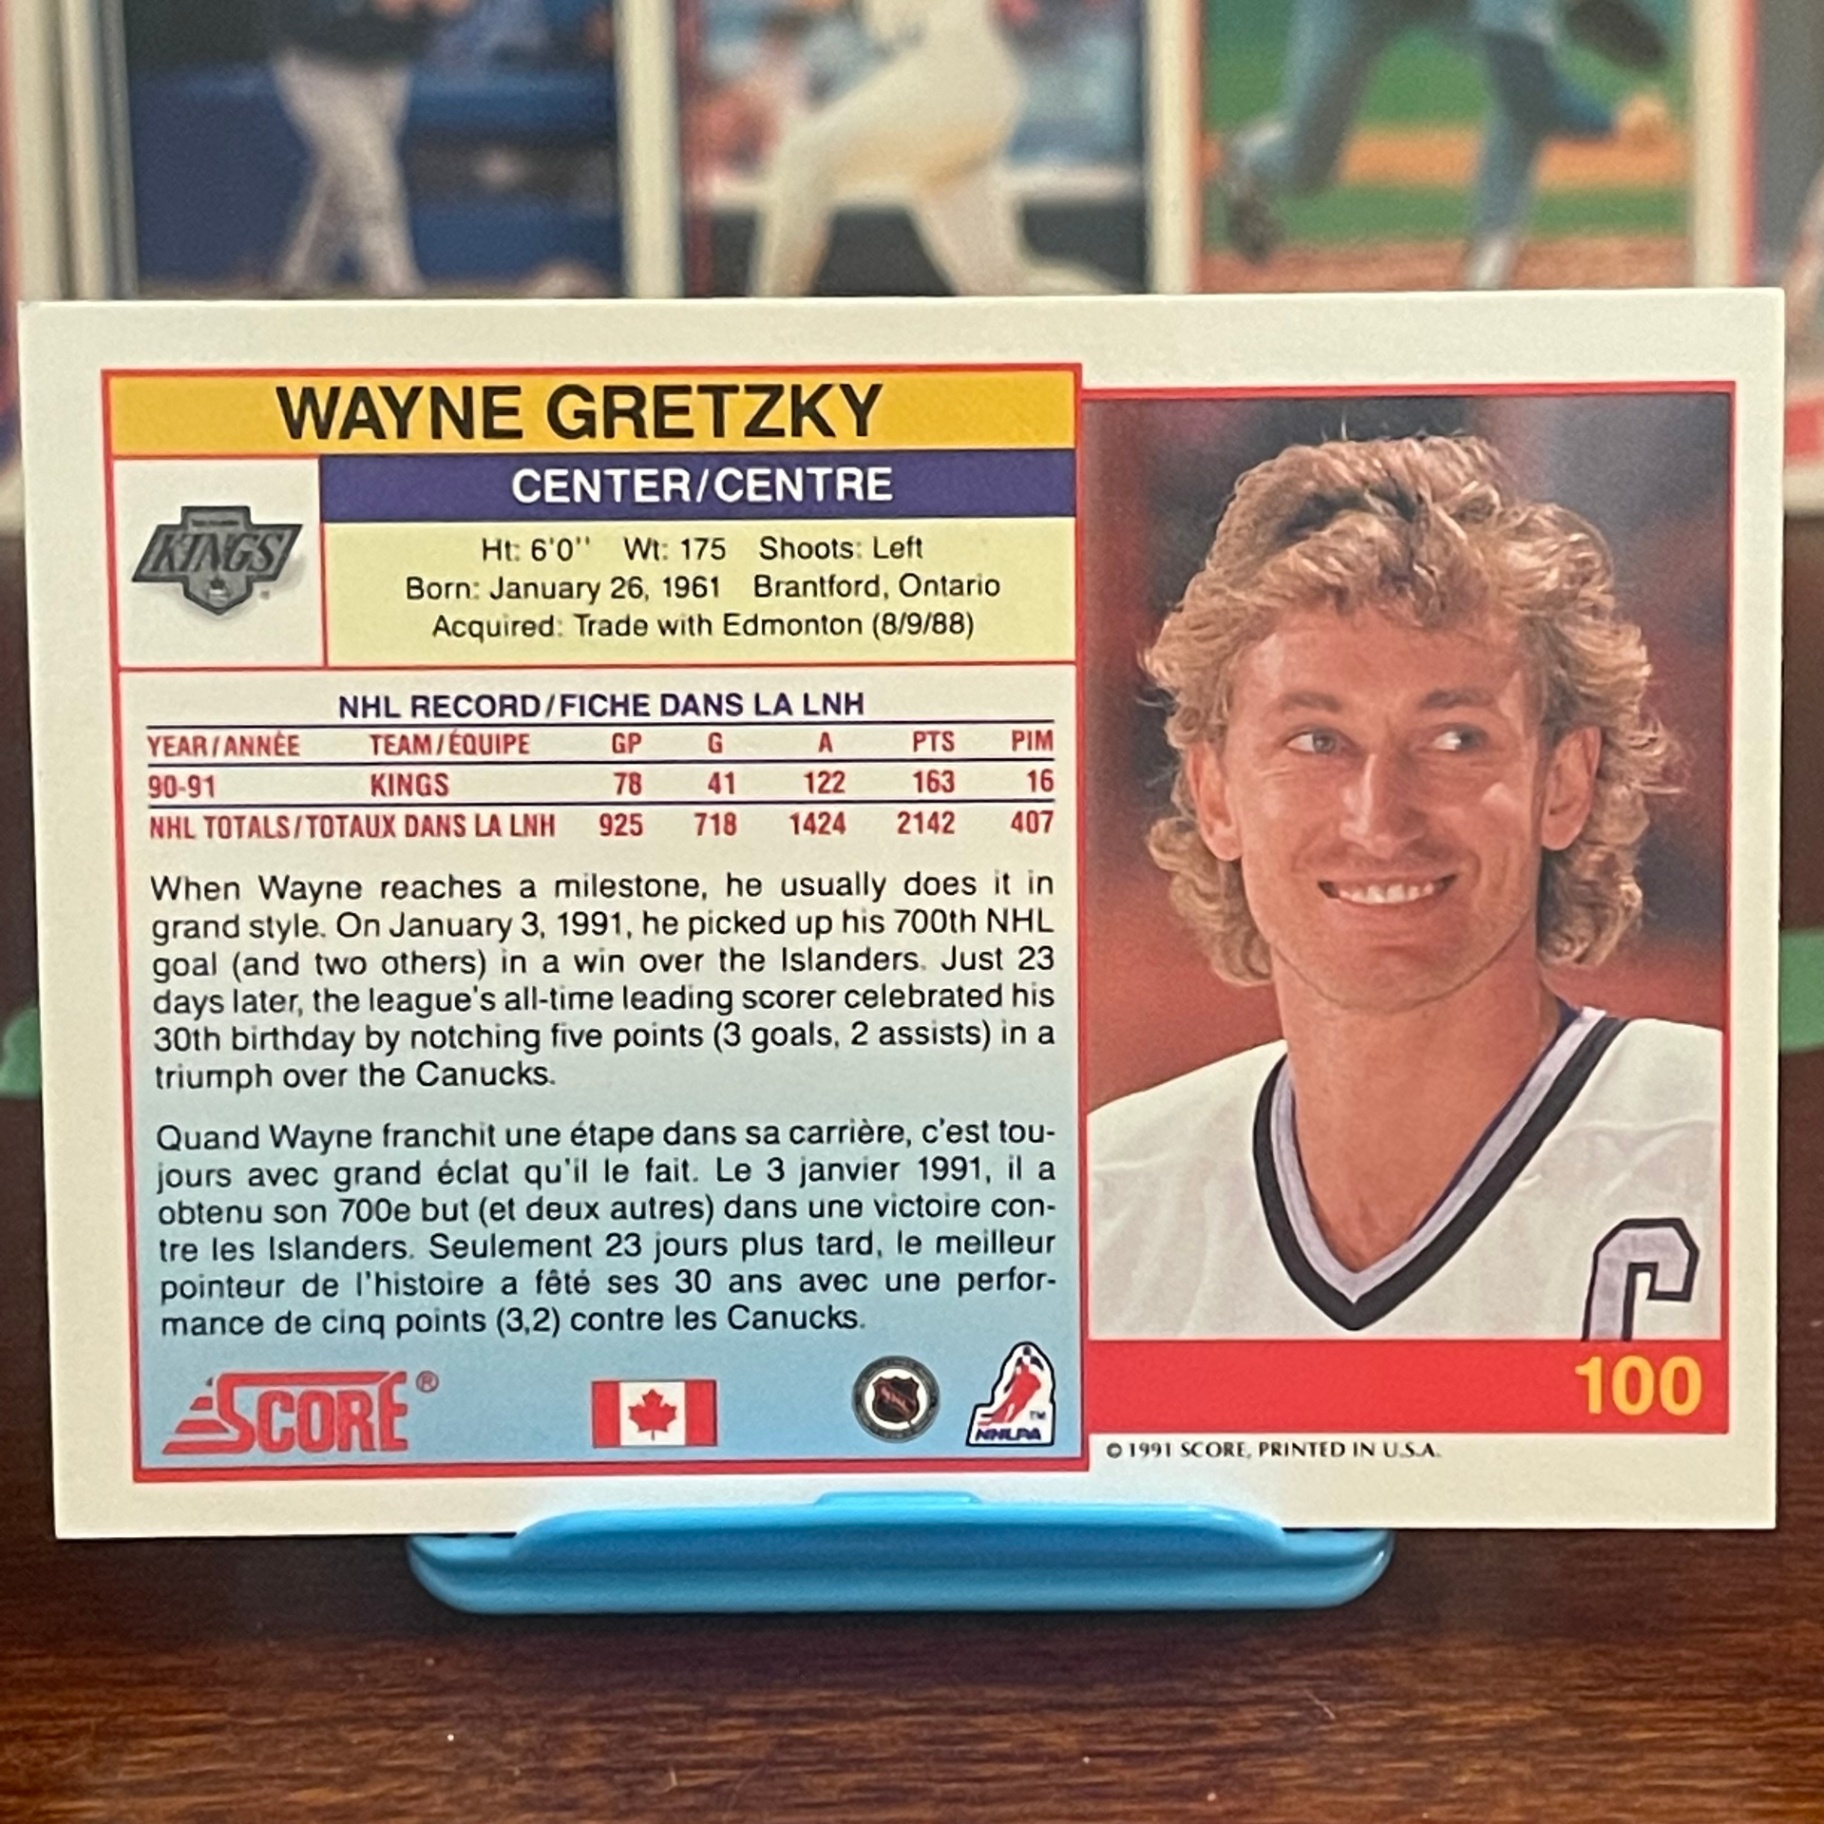 WAYNE GRETZKY
CENTER/CENTRE
KINGS
Ht: 6'0'' Wt: 175 Shoots: Left
Born: January 26, 1961 Brantford, Ontario
Acquired: Trade with Edmonton (8/9/88)
NHL RECORD/FICHE DANS LA LNH
YEAR/ANNÉE TEAM/ÉQUIPE GP G A PTS PIM
90-91 KINGS 78 41 122 163 16
NHL TOTALS/TOTAUX DANS LA LNH 925 718 1424 2142 407
When Wayne reaches a milestone, he usually does it in
grand style. On January 3, 1991, he picked up his 700th NHL
goal (and two others) in a win over the Islanders. Just 23
days later, the league's all-time leading scorer celebrated his
30th birthday by notching five points (3 goals, 2 assists) in a
triumph over the Canucks.
Quand Wayne franchit une étape dans sa carrière, c'est tou-
jours avec grand éclat qu'il le fait. Le 3 janvier 1991, il a
obtenu son 700e but (et deux autres) dans une victoire con-
tre les Islanders. Seulement 23 jours plus tard, le meilleur
pointeur de l'histoire a fêté ses 30 ans avec une perfor-
mance de cinq points (3,2) contre les Canucks.
SCORE®
NHLPA TM
C
100
© 1991 SCORE, PRINTED IN U.S.A.